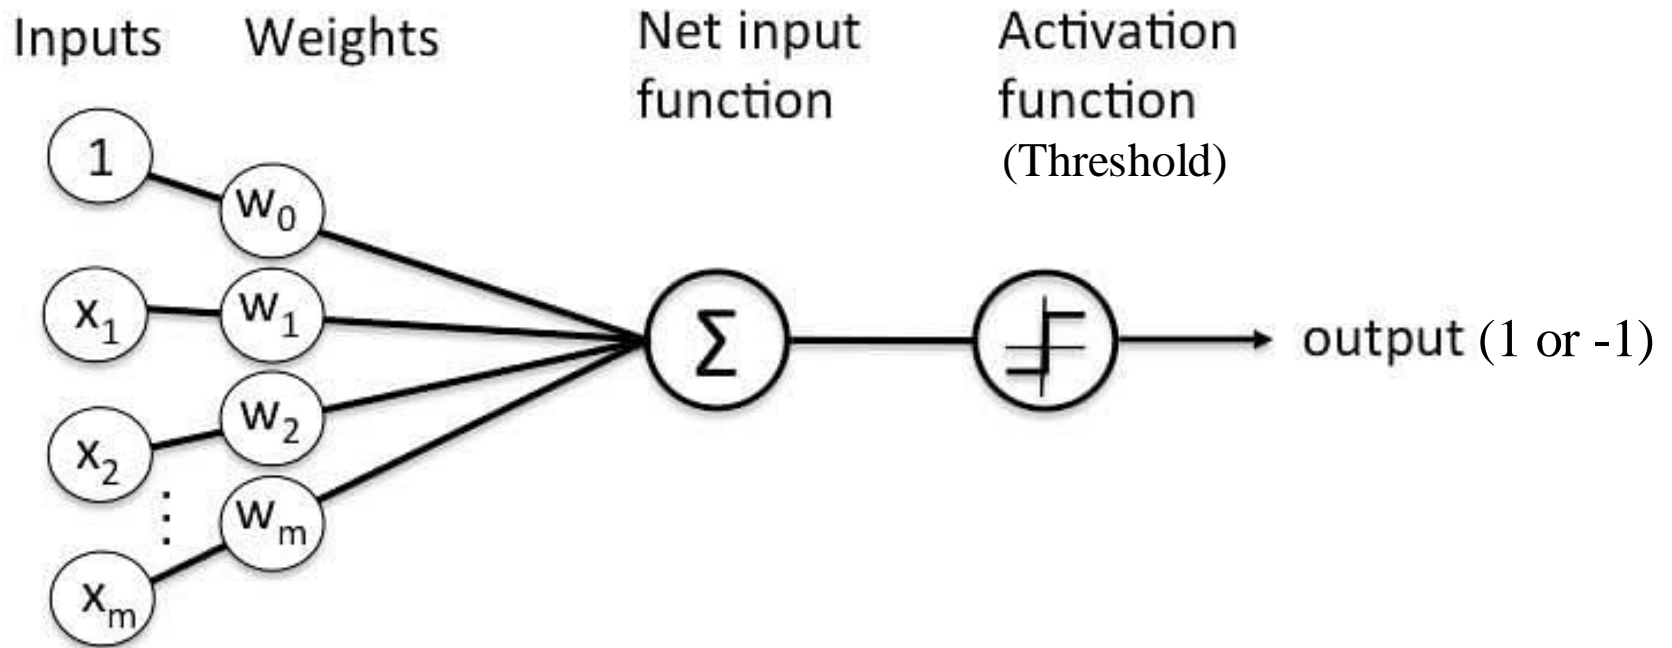 Inputs
Weights
Net input
function
Activation
function
(Threshold)
1
w0
x1
w1
x2
w2
⋮
xm
wm
Σ
output (1 or -1)